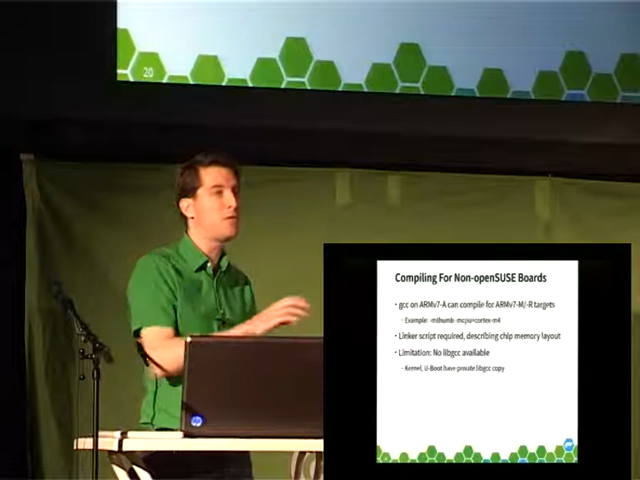 20
Compiling For Non-openSUSE Boards
• gcc on ARMv7-A can compile for ARMv7-M/-R targets
– Example: -mthumb -mcpu=cortex-m4
• Linker script required, describing chip memory layout
• Limitation: No libgcc available
– Kernel, U-Boot have private libgcc copy
hp